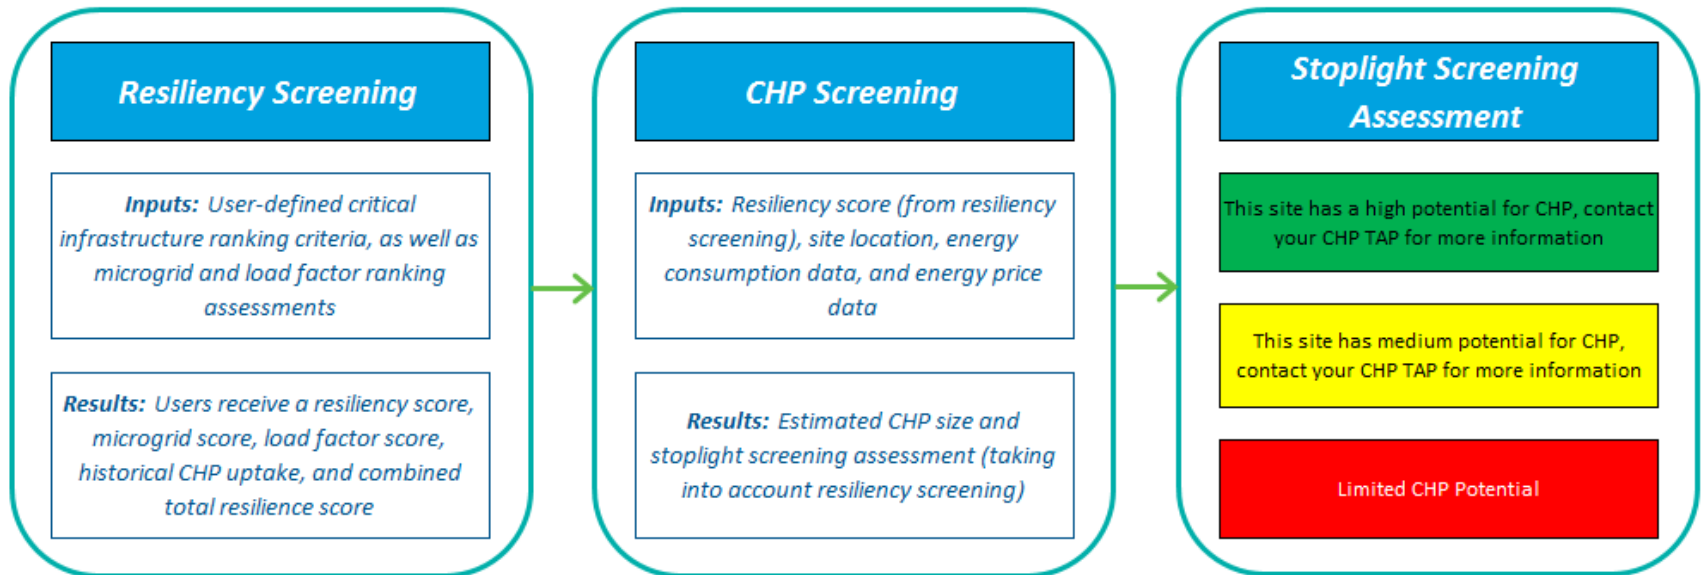 Resiliency Screening
Inputs: User-defined critical
infrastructure ranking criteria, as well as
microgrid and load factor ranking
assessments
Results: Users receive a resiliency score,
microgrid score, load factor score,
historical CHP uptake, and combined
total resilience score
CHP Screening
Inputs: Resiliency score (from resiliency
screening), site location, energy
consumption data, and energy price
data
Results: Estimated CHP size and
stoplight screening assessment (taking
into account resiliency screening)
Stoplight Screening
Assessment
This site has a high potential for CHP, contact
your CHP TAP for more information
This site has medium potential for CHP,
contact your CHP TAP for more information
Limited CHP Potential